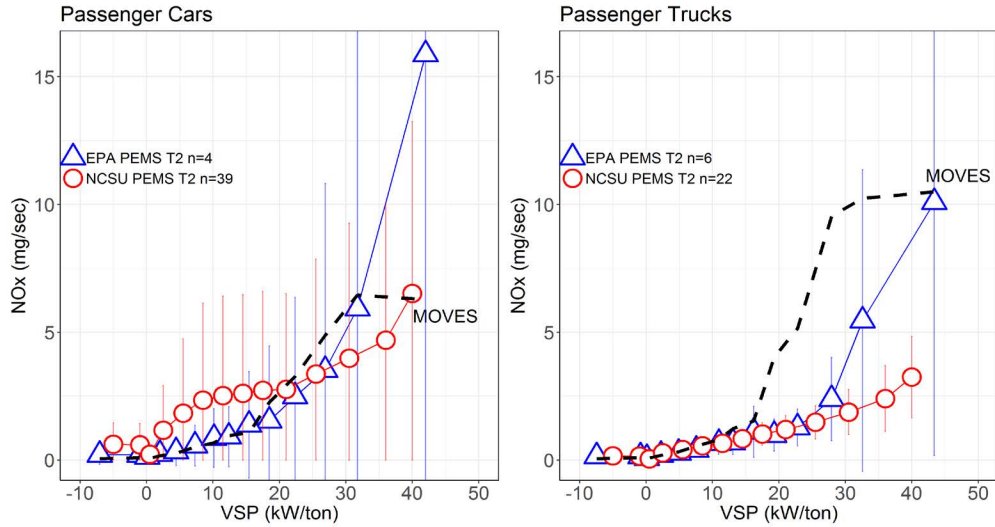 Passenger Cars
15
10
5
0
NOx (mg/sec)
EPA PEMS T2 n=4
NCSU PEMS T2 n=39
MOVES
-10
0
10
20
30
40
50
VSP (kW/ton)
Passenger Trucks
15
10
5
0
NOx (mg/sec)
EPA PEMS T2 n=6
NCSU PEMS T2 n=22
MOVES
-10
0
10
20
30
40
50
VSP (kW/ton)